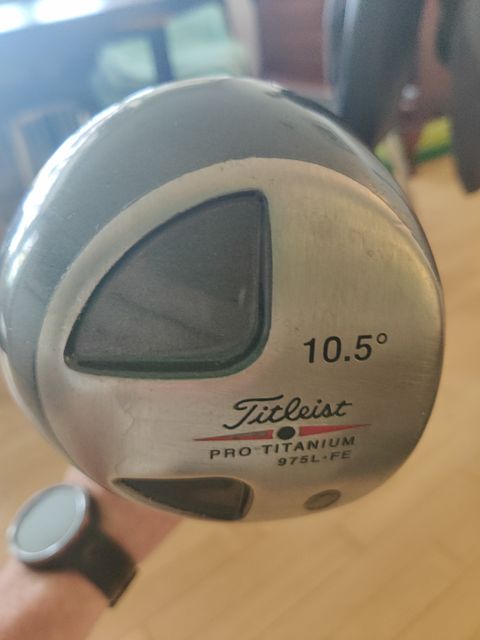 10.5°
Titleist
PRO TITANIUM
975L·FE